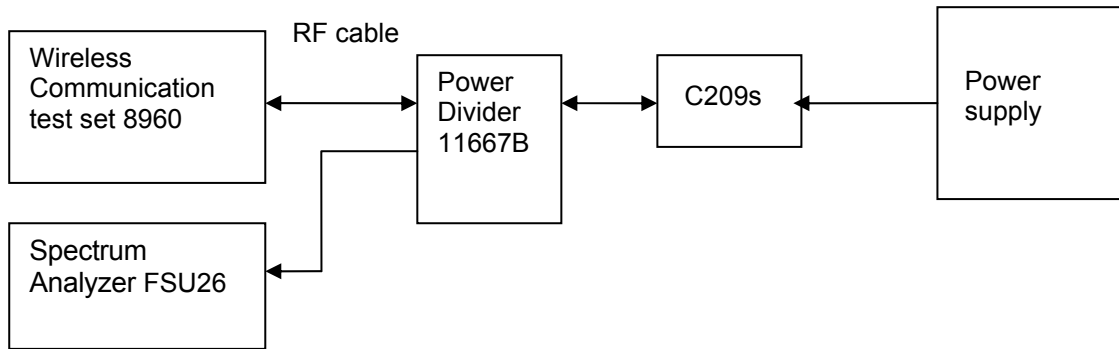 RF cable
Wireless
Communication
test set 8960
Power
Divider
11667B
C209s
Power
supply
Spectrum
Analyzer FSU26